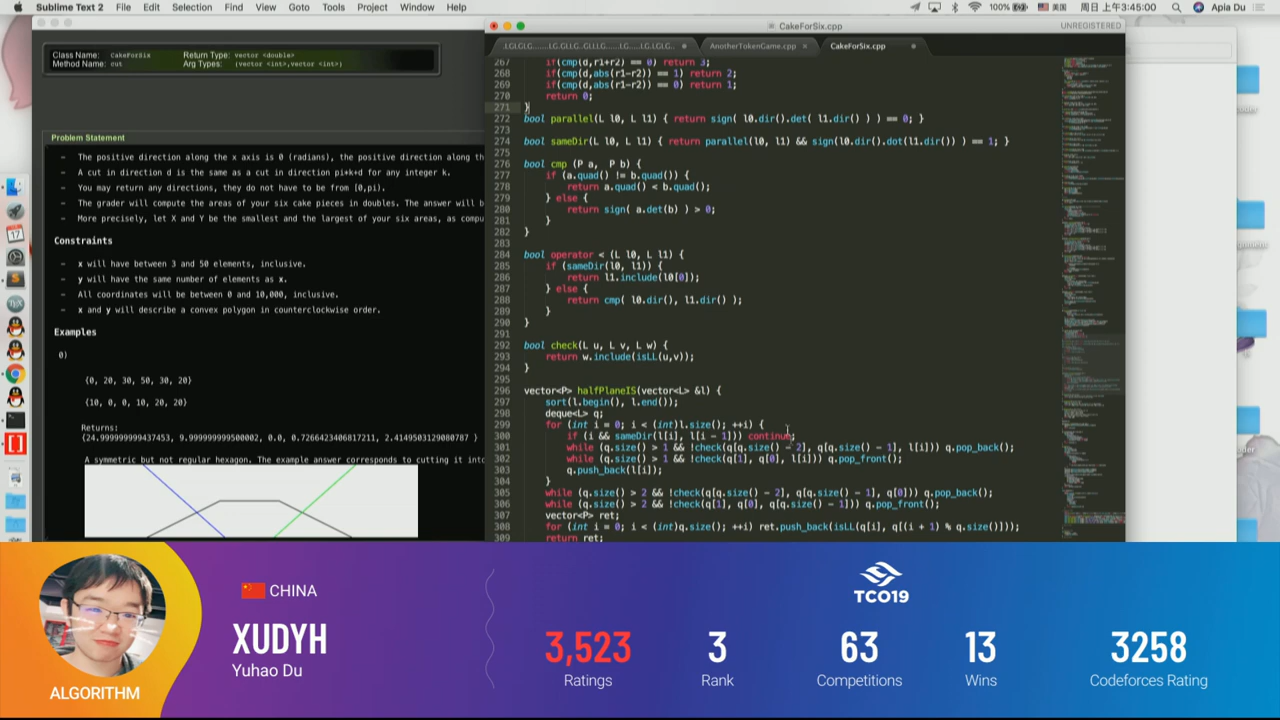 Sublime Text 2 File Edit Selection Find View Goto Tools Project Window Help
100% 美国 周日 上午3:45:00 Apia Du
CakeForSix.cpp
UNREGISTERED
AnotherTokenGame.cpp
CakeForSix.cpp
Class Name: CakeForSix Return Type: vector <double>
Method Name: cut Arg Types: (vector <int>,vector <int>)
Problem Statement
- The positive direction along the x axis is 0 (radians), the positive direction along th
- A cut in direction d is the same as a cut in direction pi+k+d for any integer k.
- You may return any directions, they do not have to be from [0,pi).
- The grader will compute the areas of your six cake pieces in doubles. The answer will b
- More precisely, let X and Y be the smallest and the largest of your six areas, as compu
Constraints
- x will have between 3 and 50 elements, inclusive.
- y will have the same number of elements as x.
- All coordinates will be between 0 and 10,000, inclusive.
- x and y will describe a convex polygon in counterclockwise order.
Examples
0)
{0, 20, 30, 50, 30, 20}
{10, 0, 0, 10, 20, 20}
Returns:
{24.999999999437453, 9.999999999500002, 0.0, 0.7266423406817211, 2.4149503129080787 }
A symmetric but not regular hexagon. The example answer corresponds to cutting it into
267 if(cmp(d,r1+r2) == 0) return 3;
268 if(cmp(d,abs(r1-r2)) == 1) return 2;
269 if(cmp(d,abs(r1-r2)) == 0) return 1;
270 return 0;
271 }
272 bool parallel(L l0, L l1) { return sign( l0.dir().det( l1.dir() ) ) == 0; }
273
274 bool sameDir(L l0, L l1) { return parallel(l0, l1) && sign(l0.dir().dot(l1.dir()) ) == 1; }
275
276 bool cmp (P a, P b) {
277 if (a.quad() != b.quad()) {
278 return a.quad() < b.quad();
279 } else {
280 return sign( a.det(b) ) > 0;
281 }
282 }
283
284 bool operator < (L l0, L l1) {
285 if (sameDir(l0, l1)) {
286 return l1.include(l0[0]);
287 } else {
288 return cmp( l0.dir(), l1.dir() );
289 }
290 }
291
292 bool check(L u, L v, L w) {
293 return w.include(isLL(u,v));
294 }
295
296 vector<P> halfPlaneIS(vector<L> &l) {
297 sort(l.begin(), l.end());
298 deque<L> q;
299 for (int i = 0; i < (int)l.size(); ++i) {
300 if (i && sameDir(l[i], l[i - 1])) continue;
301 while (q.size() > 1 && !check(q[q.size() - 2], q[q.size() - 1], l[i])) q.pop_back();
302 while (q.size() > 1 && !check(q[1], q[0], l[i])) q.pop_front();
303 q.push_back(l[i]);
304 }
305 while (q.size() > 2 && !check(q[q.size() - 2], q[q.size() - 1], q[0])) q.pop_back();
306 while (q.size() > 2 && !check(q[1], q[0], q[q.size() - 1])) q.pop_front();
307 vector<P> ret;
308 for (int i = 0; i < (int)q.size(); ++i) ret.push_back(isLL(q[i], q[(i + 1) % q.size()]));
309 return ret;
CHINA
XUDYH
Yuhao Du
ALGORITHM
TCO19
3,523 3 63 13 3258
Ratings Rank Competitions Wins Codeforces Rating